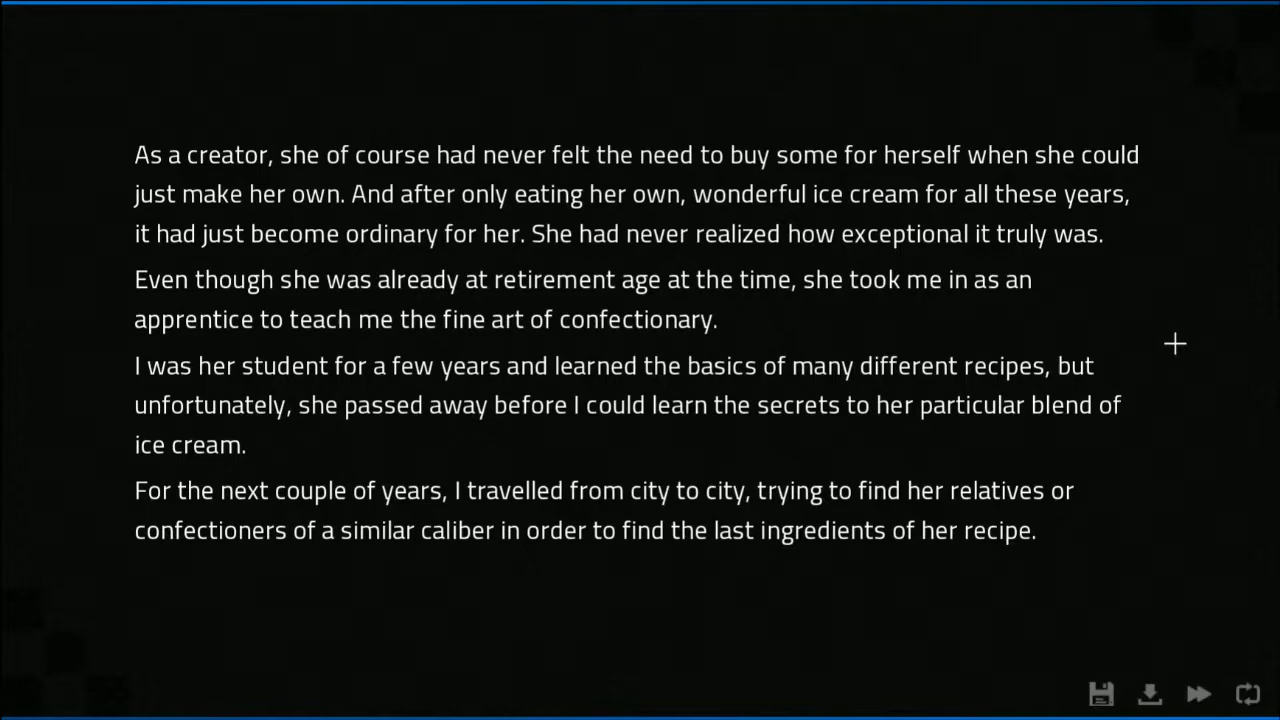 As a creator, she of course had never felt the need to buy some for herself when she could
just make her own. And after only eating her own, wonderful ice cream for all these years,
it had just become ordinary for her. She had never realized how exceptional it truly was.
Even though she was already at retirement age at the time, she took me in as an
apprentice to teach me the fine art of confectionary.
I was her student for a few years and learned the basics of many different recipes, but
unfortunately, she passed away before I could learn the secrets to her particular blend of
ice cream.
For the next couple of years, I travelled from city to city, trying to find her relatives or
confectioners of a similar caliber in order to find the last ingredients of her recipe.